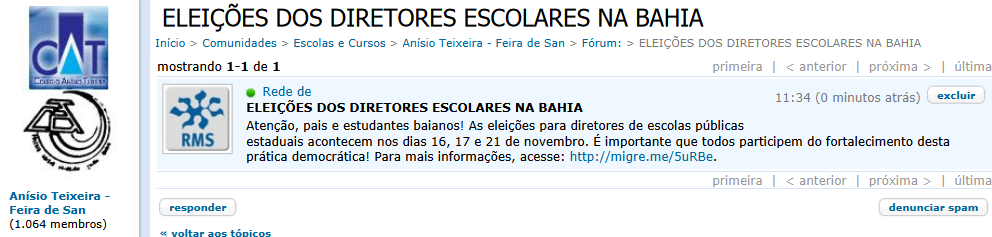 ELEIÇÕES DOS DIRETORES ESCOLARES NA BAHIA
Início > Comunidades > Escolas e Cursos > Anísio Teixeira - Feira de San > Fórum: > ELEIÇÕES DOS DIRETORES ESCOLARES NA BAHIA
mostrando 1-1 de 1
primeira | < anterior | próxima > | última
CAT
Colégio Anísio Teixeira
RMS
Rede de
11:34 (0 minutos atrás) excluir
ELEIÇÕES DOS DIRETORES ESCOLARES NA BAHIA
Atenção, pais e estudantes baianos! As eleições para diretores de escolas públicas
estaduais acontecem nos dias 16, 17 e 21 de novembro. É importante que todos participem do fortalecimento desta
prática democrática! Para mais informações, acesse: http://migre.me/5uRBe.
primeira | < anterior | próxima > | última
Anísio Teixeira -
Feira de San
(1.064 membros)
responder
denunciar spam
« voltar aos tópicos